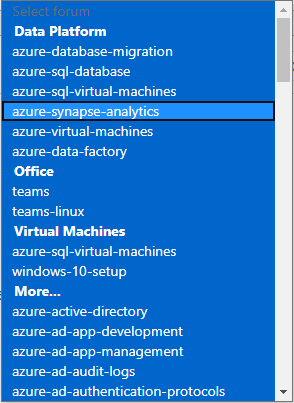 Select forum
Data Platform
azure-database-migration
azure-sql-database
azure-sql-virtual-machines
azure-synapse-analytics
azure-virtual-machines
azure-data-factory
Office
teams
teams-linux
Virtual Machines
azure-sql-virtual-machines
windows-10-setup
More...
azure-active-directory
azure-ad-app-development
azure-ad-app-management
azure-ad-audit-logs
azure-ad-authentication-protocols